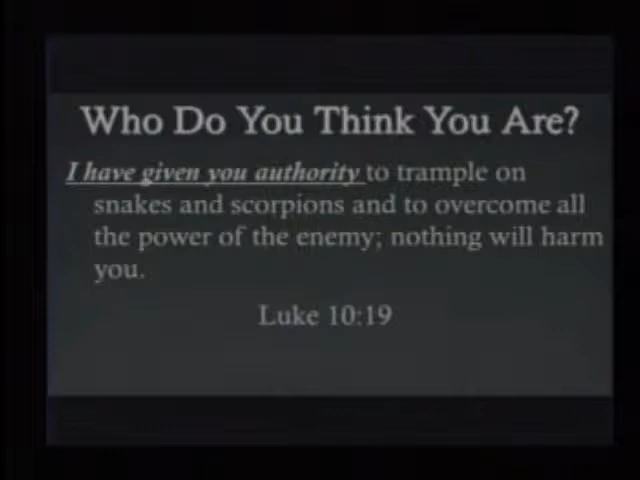 Who Do You Think You Are?
I have given you authority to trample on
snakes and scorpions and to overcome all
the power of the enemy; nothing will harm
you.
Luke 10:19